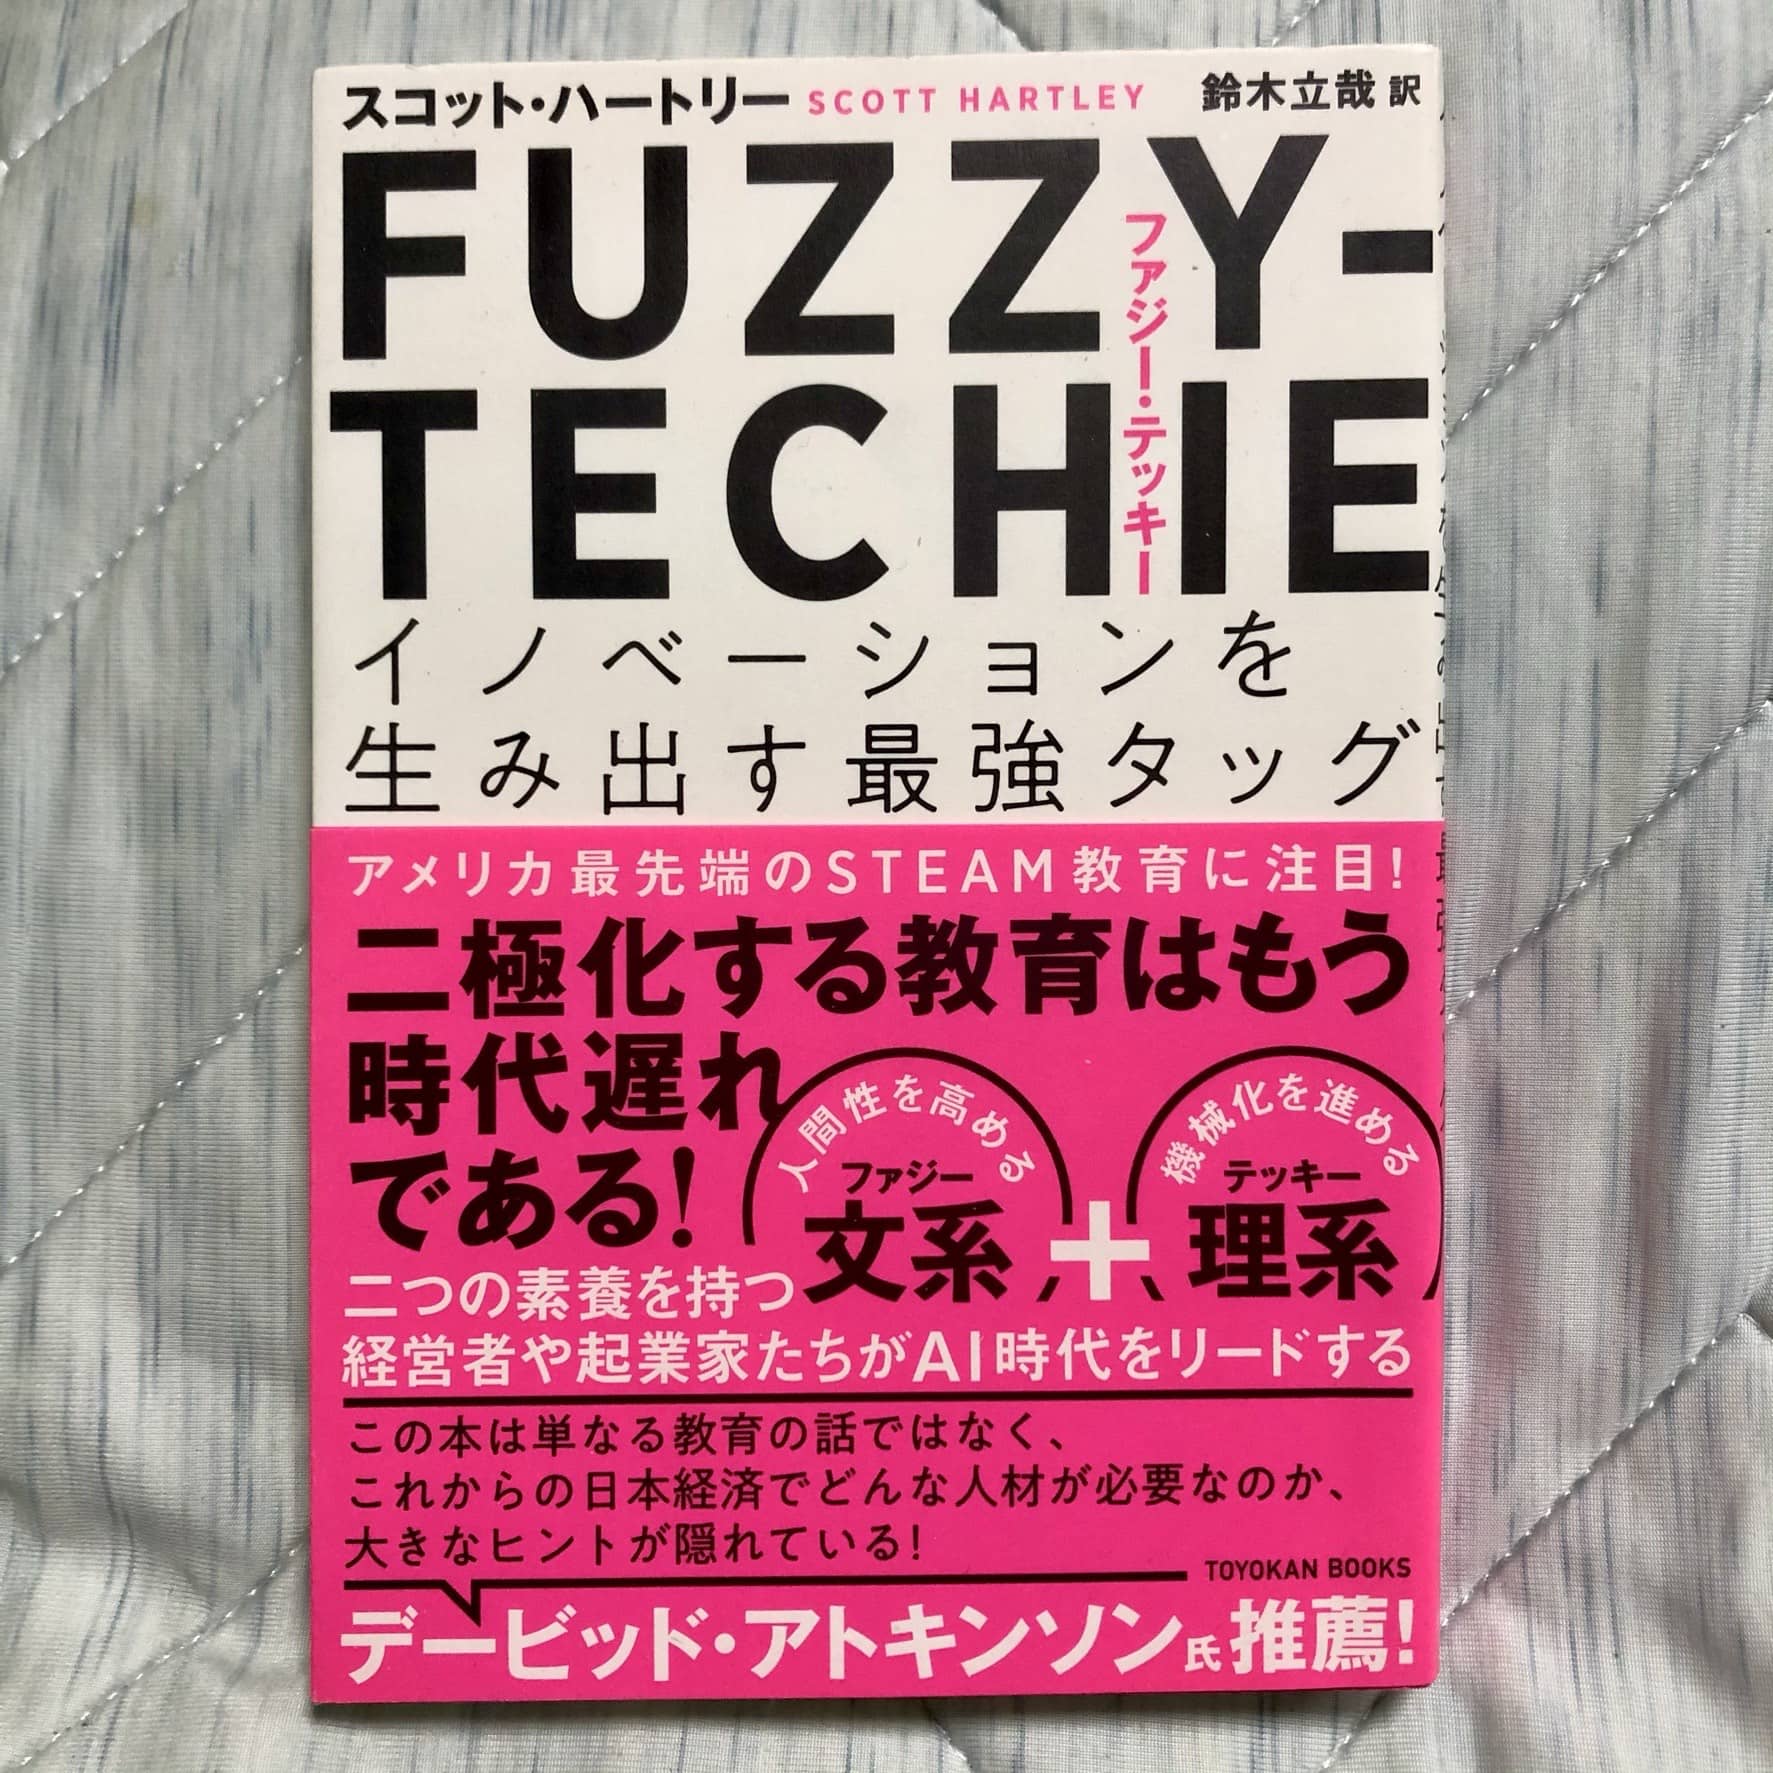 スコット・ハートリー SCOTT HARTLEY 鈴木立哉 訳
FUZZY-
TECHIE
ファジー・テッキー
イノベーションを
生み出す最強タッグ
アメリカ最先端のSTEAM教育に注目!
二極化する教育はもう
時代遅れ
である!
人間性を高める
ファジー
文系
+
機械化を進める
テッキー
理系
二つの素養を持つ
経営者や起業家たちがAI時代をリードする
この本は単なる教育の話ではなく、
これからの日本経済でどんな人材が必要なのか、
大きなヒントが隠れている!
TOYOKAN BOOKS
デービッド・アトキンソン氏推薦!